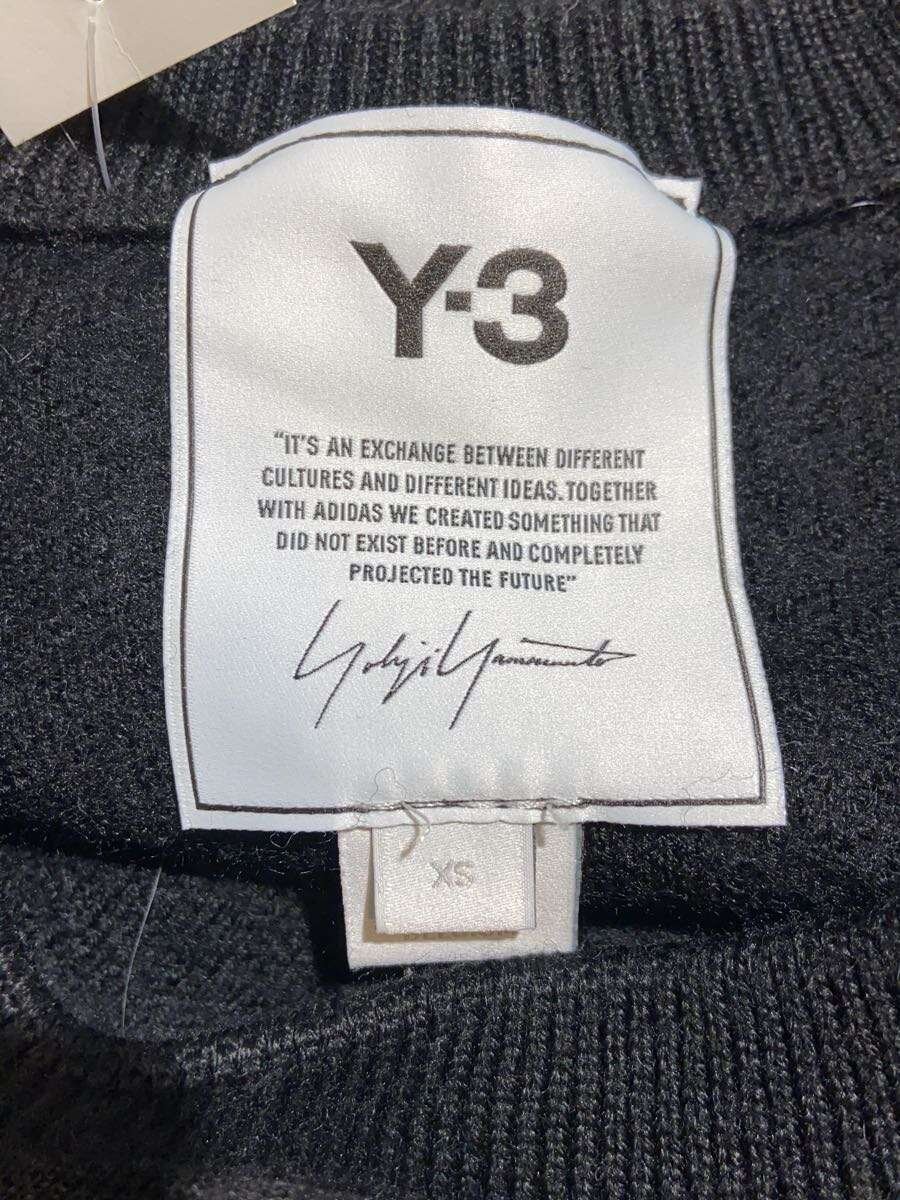 Y-3
"IT'S AN EXCHANGE BETWEEN DIFFERENT
CULTURES AND DIFFERENT IDEAS. TOGETHER
WITH ADIDAS WE CREATED SOMETHING THAT
DID NOT EXIST BEFORE AND COMPLETELY
PROJECTED THE FUTURE"
Yohji Yamamoto
XS